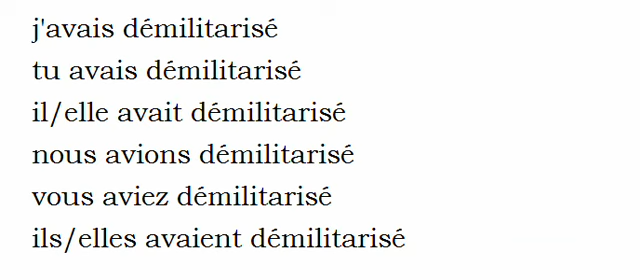 j'avais démilitarisé
tu avais démilitarisé
il/elle avait démilitarisé
nous avions démilitarisé
vous aviez démilitarisé
ils/elles avaient démilitarisé